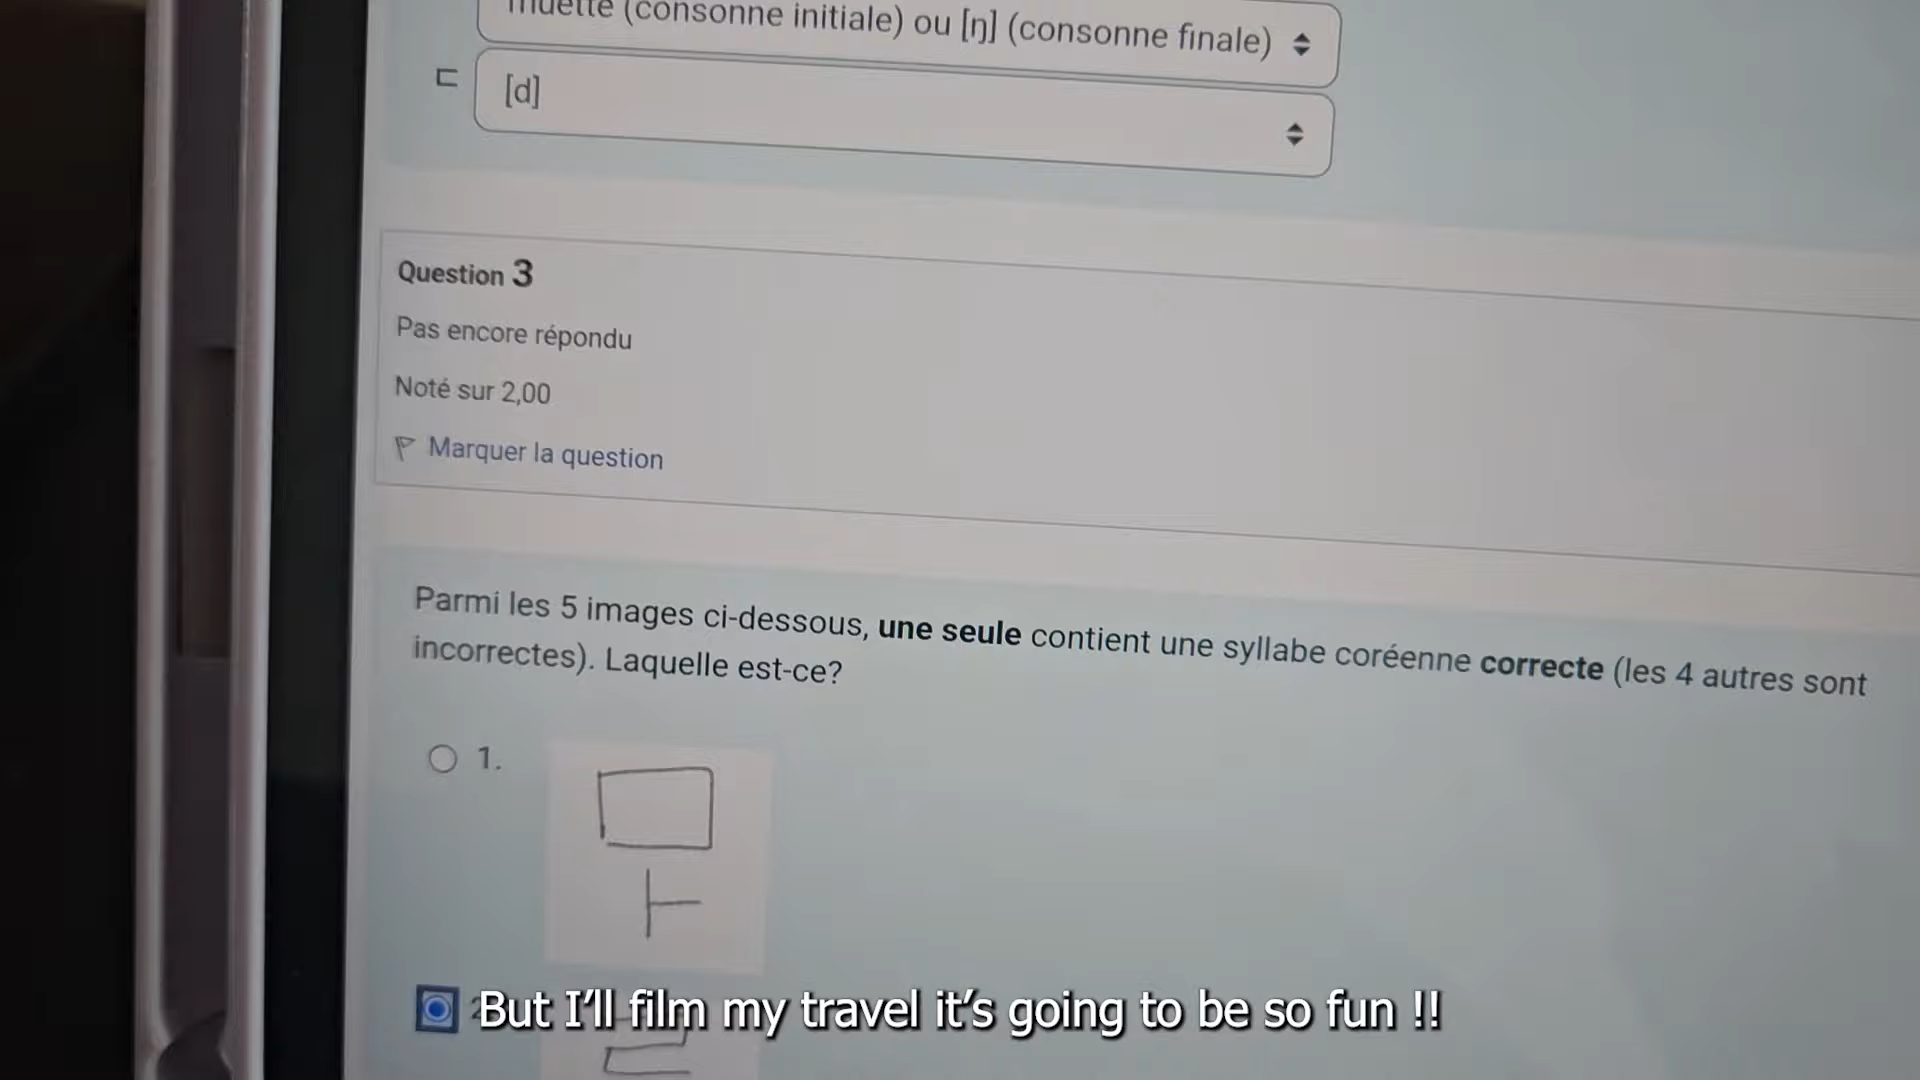 muette (consonne initiale) ou [ŋ] (consonne finale)
ㄷ [d]
Question 3
Pas encore répondu
Noté sur 2,00
Marquer la question
Parmi les 5 images ci-dessous, une seule contient une syllabe coréenne correcte (les 4 autres sont
incorrectes). Laquelle est-ce?
1.
ㅁ
ㅏ
But I'll film my travel it's going to be so fun !!